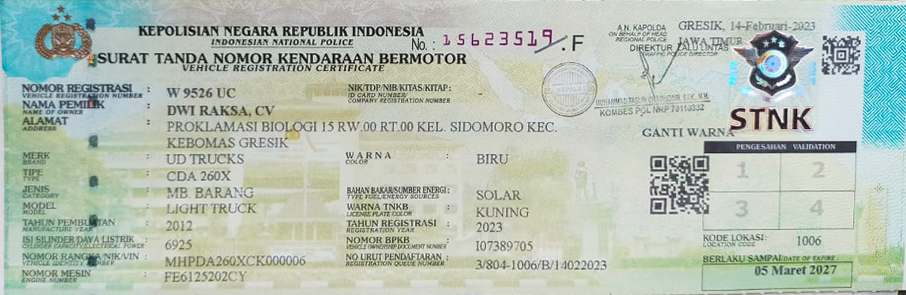 KEPOLISIAN NEGARA REPUBLIK INDONESIA
INDONESIAN NATIONAL POLICE
No. : 15623519 .F
SURAT TANDA NOMOR KENDARAAN BERMOTOR
VEHICLE REGISTRATION CERTIFICATE
A.N. KAPOLDA
ON BEHALF OF HEAD
REGIONAL POLICE
GRESIK, 14-Februari-2023
JAWA TIMUR
DIREKTUR LALU LINTAS
TRAFFIC POLICE DIRECTOR
KOMBES POL NRP
STNK
GANTI WARNA
NOMOR REGISTRASI : W 9526 UC
VEHICLE REGISTRATION NUMBER
NIK/TDP/NIB/KITAS/KITAP:
ID CARD NUMBER/
COMPANY REGISTRATION NUMBER
NAMA PEMILIK : DWI RAKSA, CV
NAME OF OWNER
ALAMAT : PROKLAMASI BIOLOGI 15 RW.00 RT.00 KEL. SIDOMORO KEC.
ADDRESS
KEBOMAS GRESIK
MERK : UD TRUCKS
BRAND
TIPE : CDA 260X
TYPE
JENIS : MB. BARANG
CATEGORY
MODEL : LIGHT TRUCK
MODEL
TAHUN PEMBUATAN : 2012
MANUFACTURE YEAR
ISI SILINDER/DAYA LISTRIK : 6925
CYLINDER CAPACITY/ELECTRICAL POWER
NOMOR RANGKA/NIK/VIN : MHPDA260XCK000006
VEHICLE IDENTITY NUMBER
NOMOR MESIN : FE6125202CY
ENGINE NUMBER
WARNA : BIRU
COLOR
BAHAN BAKAR/SUMBER ENERGI : SOLAR
TYPE FUEL/ENERGY SOURCES
WARNA TNKB : KUNING
LICENSE PLATE COLOR
TAHUN REGISTRASI : 2023
REGISTRATION YEAR
NOMOR BPKB : I07389705
VEHICLE OWNERSHIP DOCUMENT NUMBER
NO URUT PENDAFTARAN : 3/804-1006/B/14022023
REGISTRATION QUEUE NUMBER
PENGESAHAN VALIDATION
1 2
3 4
KODE LOKASI: 1006
LOCATION CODE
BERLAKU SAMPAI DATE OF EXPIRE
05 Maret 2027